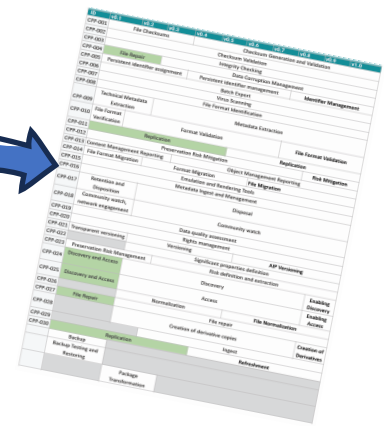 ID v0.1 v0.2 v0.3 v0.4 v0.5 v0.6 v0.7 v0.8 v0.9 v1.0
CPP-001 File Checksums Checksum Generation and Validation
CPP-002 Checksum Validation
CPP-003 Integrity Checking
CPP-004 File Repair Data Corruption Management
CPP-005 Persistent identifier assignment Persistent identifier management Identifier Management
CPP-006 Batch Export
CPP-007 Virus Scanning
CPP-008 File Format Identification
CPP-009 Technical Metadata Extraction Metadata Extraction
CPP-010 File Format Verification Format Validation File Format Validation
CPP-011 Replication Replication
CPP-012 Preservation Risk Mitigation Risk Mitigation
CPP-013 Content Management Reporting Object Management Reporting
CPP-014 File Format Migration Format Migration File Migration
CPP-015 Emulation and Rendering Tools
CPP-016 Metadata Ingest and Management
CPP-017 Retention and Disposition Disposal
CPP-018 Community watch, network engagement Community watch
CPP-019 Data quality assessment
CPP-020 Rights management
CPP-021 Transparent versioning Versioning AIP Versioning
CPP-022 Significant properties definition
CPP-023 Preservation Risk Management Risk definition and extraction
CPP-024 Discovery and Access Discovery Enabling Discovery
CPP-025 Discovery and Access Access Enabling Access
CPP-026 File Repair File repair
CPP-027 Normalisation File Normalisation
CPP-028 Creation of derivative copies Creation of Derivatives
CPP-029 Ingest
CPP-030 Replication Refreshment
Backup
Backup Testing and Restoring
Package Transformation